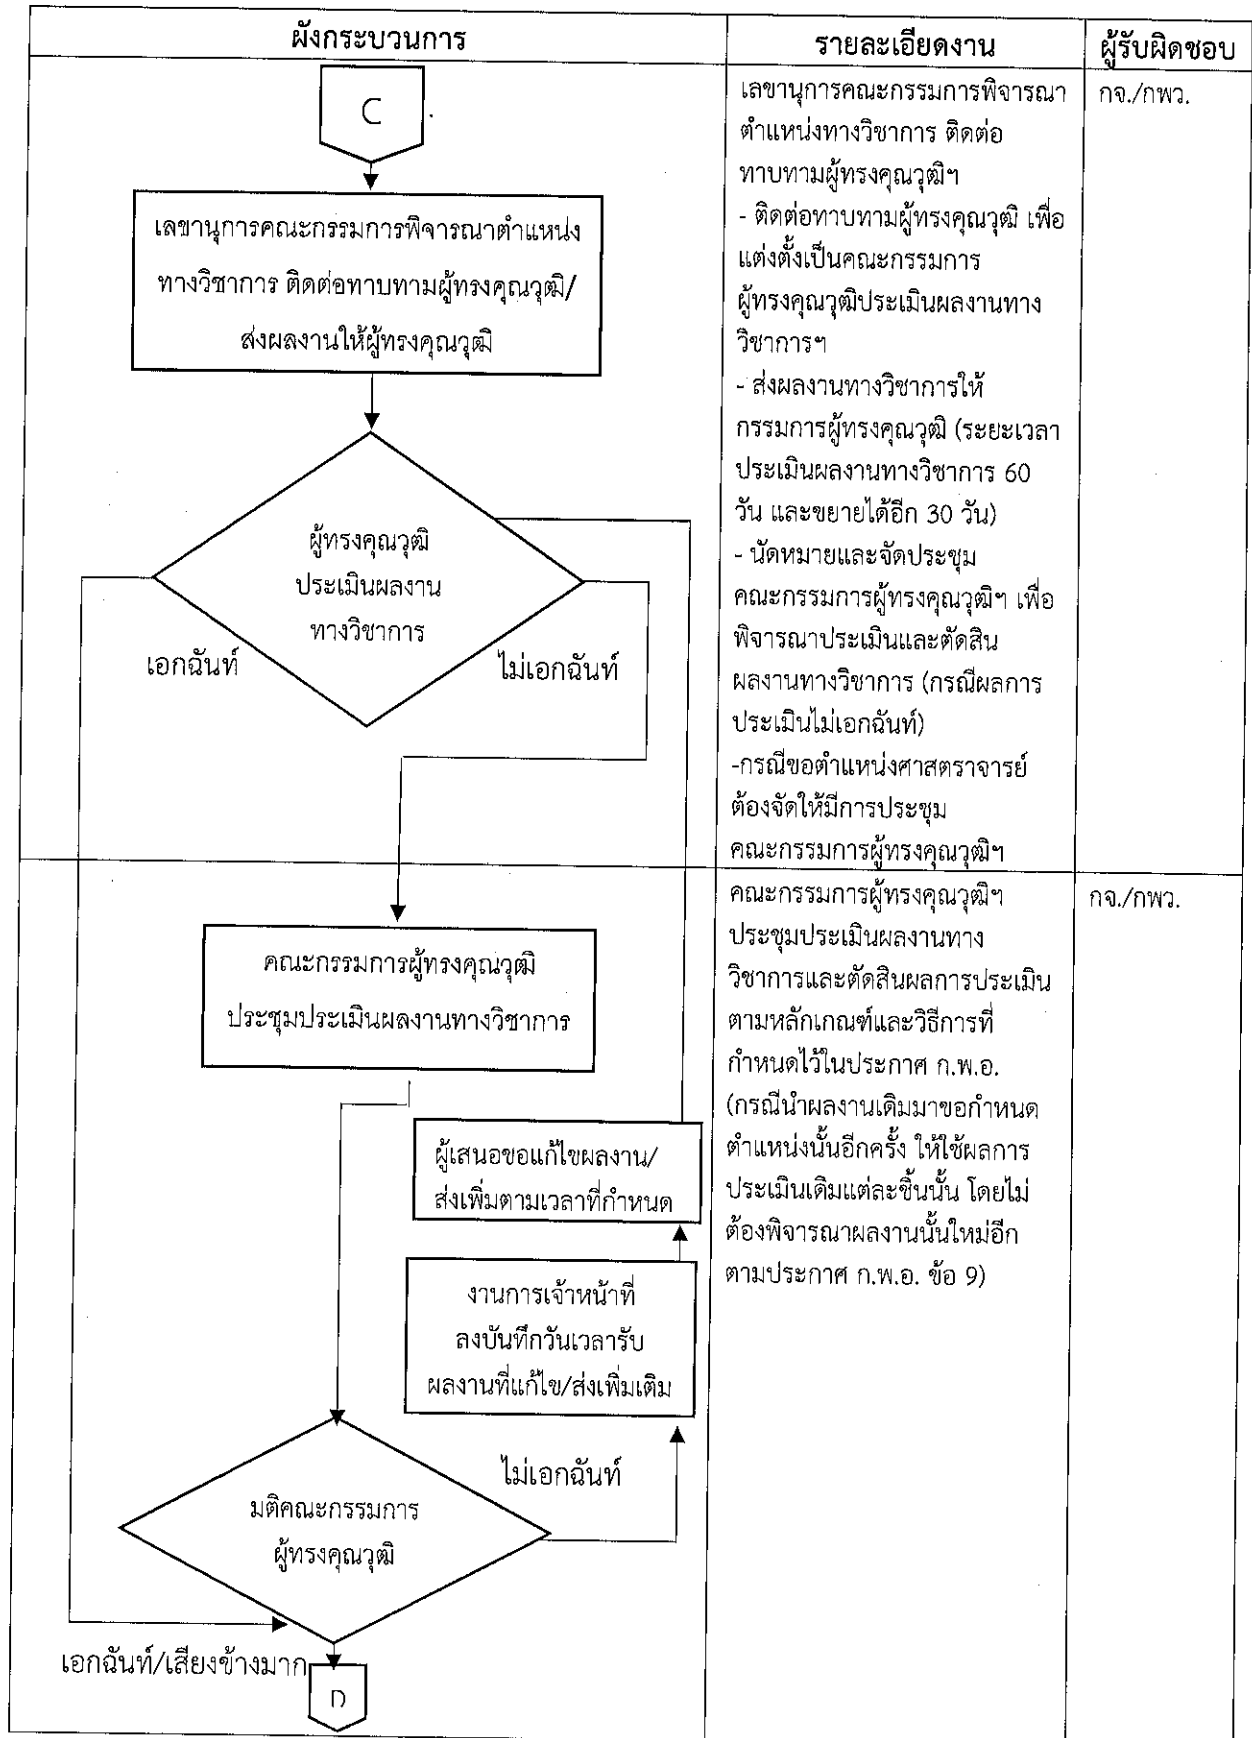 ผังกระบวนการ
รายละเอียดงาน
ผู้รับผิดชอบ
C
เลขานุการคณะกรรมการพิจารณาตำแหน่ง
ทางวิชาการ ติดต่อทาบทามผู้ทรงคุณวุฒิ/
ส่งผลงานให้ผู้ทรงคุณวุฒิ
ผู้ทรงคุณวุฒิ
ประเมินผลงาน
ทางวิชาการ
เอกฉันท์
ไม่เอกฉันท์
เลขานุการคณะกรรมการพิจารณา
ตำแหน่งทางวิชาการ ติดต่อ
ทาบทามผู้ทรงคุณวุฒิฯ
- ติดต่อทาบทามผู้ทรงคุณวุฒิ เพื่อ
แต่งตั้งเป็นคณะกรรมการ
ผู้ทรงคุณวุฒิประเมินผลงานทาง
วิชาการฯ
- ส่งผลงานทางวิชาการให้
กรรมการผู้ทรงคุณวุฒิ (ระยะเวลา
ประเมินผลงานทางวิชาการ 60
วัน และขยายได้อีก 30 วัน)
- นัดหมายและจัดประชุม
คณะกรรมการผู้ทรงคุณวุฒิฯ เพื่อ
พิจารณาประเมินและตัดสิน
ผลงานทางวิชาการ (กรณีผลการ
ประเมินไม่เอกฉันท์)
-กรณีขอตำแหน่งศาสตราจารย์
ต้องจัดให้มีการประชุม
คณะกรรมการผู้ทรงคุณวุฒิฯ
กจ./กพว.
คณะกรรมการผู้ทรงคุณวุฒิ
ประชุมประเมินผลงานทางวิชาการ
ผู้เสนอขอแก้ไขผลงาน/
ส่งเพิ่มตามเวลาที่กำหนด
งานการเจ้าหน้าที่
ลงบันทึกวันเวลารับ
ผลงานที่แก้ไข/ส่งเพิ่มเติม
ไม่เอกฉันท์
มติคณะกรรมการ
ผู้ทรงคุณวุฒิ
เอกฉันท์/เสียงข้างมาก
D
คณะกรรมการผู้ทรงคุณวุฒิฯ
ประชุมประเมินผลงานทาง
วิชาการและตัดสินผลการประเมิน
ตามหลักเกณฑ์และวิธีการที่
กำหนดไว้ในประกาศ ก.พ.อ.
(กรณีนำผลงานเดิมมาขอกำหนด
ตำแหน่งนั้นอีกครั้ง ให้ใช้ผลการ
ประเมินเดิมแต่ละชิ้นนั้น โดยไม่
ต้องพิจารณาผลงานนั้นใหม่อีก
ตามประกาศ ก.พ.อ. ข้อ 9)
กจ./กพว.